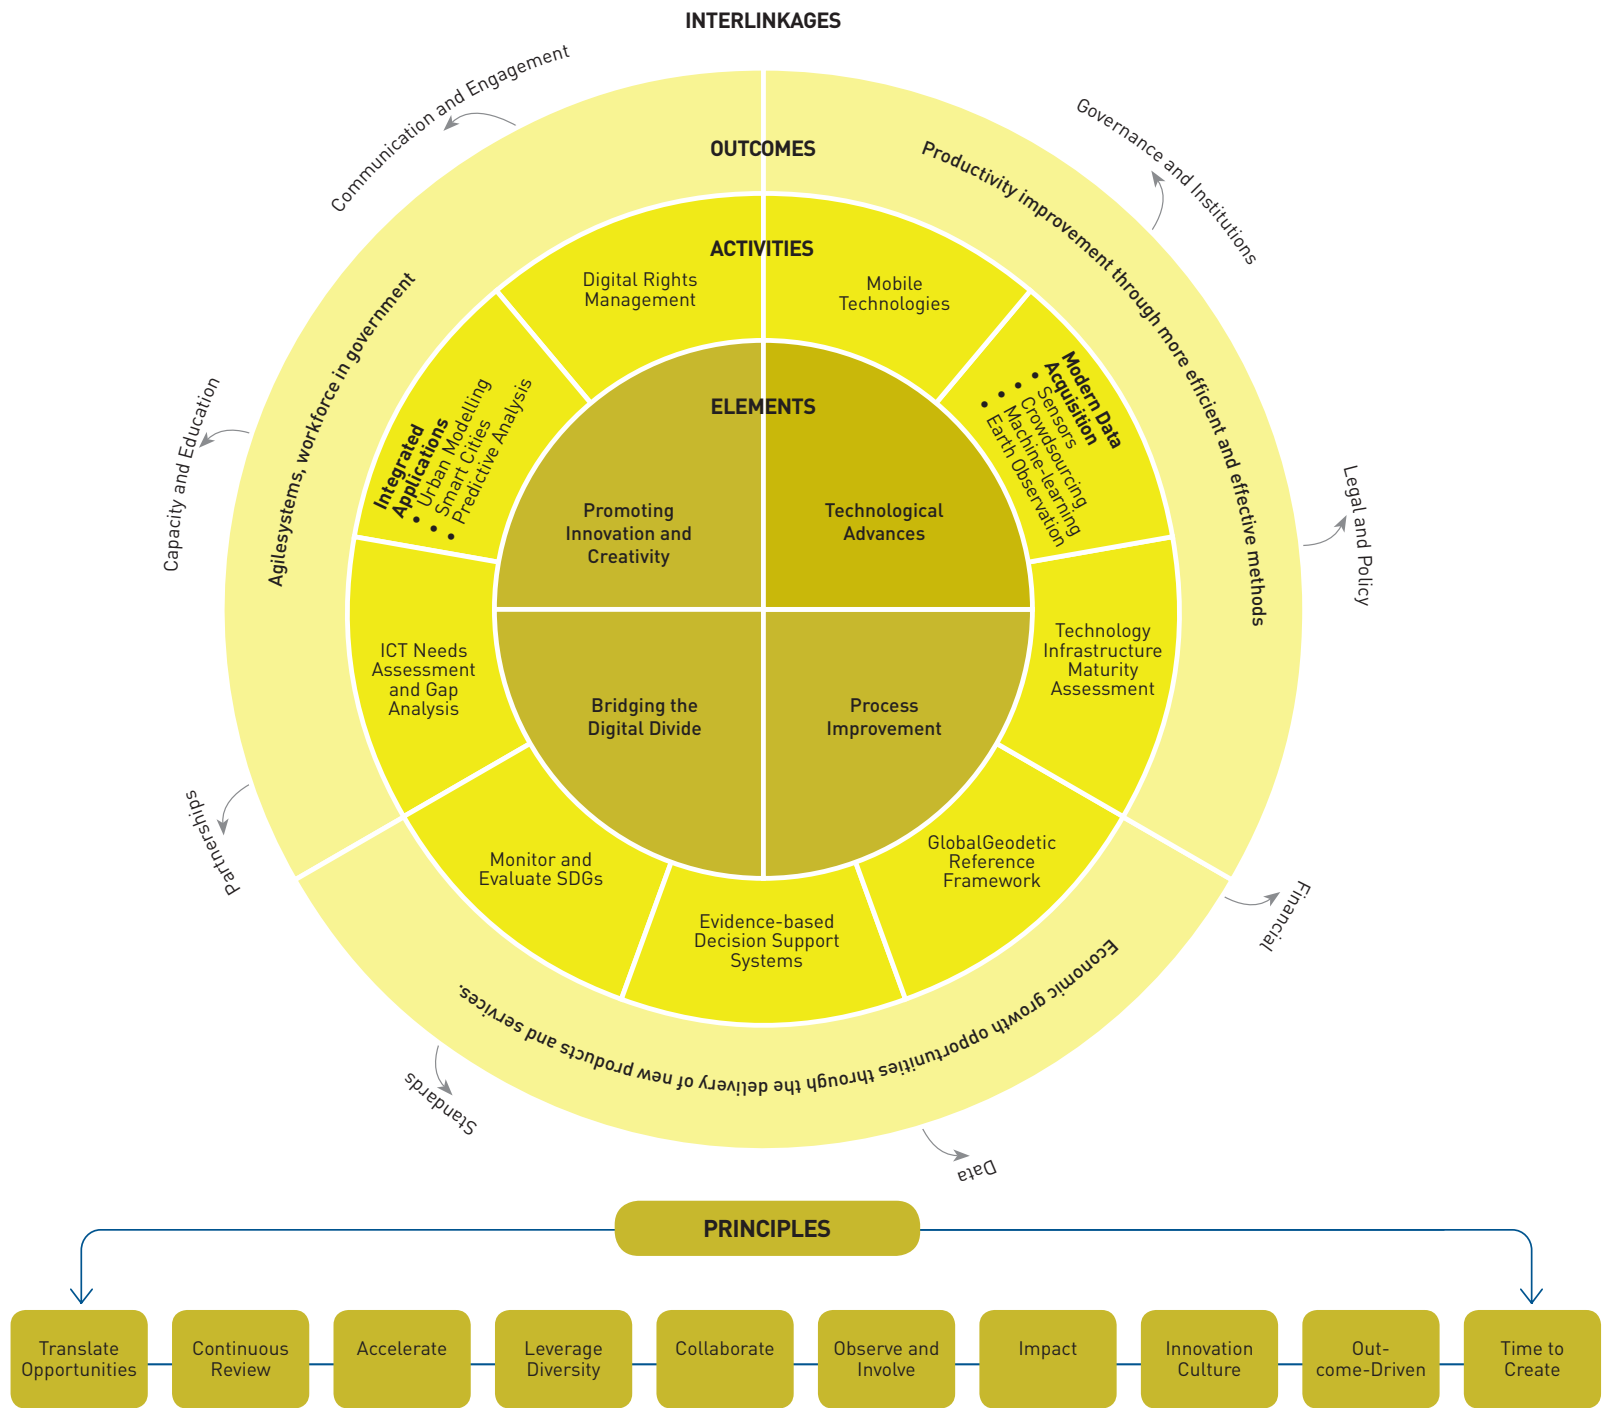 INTERLINKAGES
Communication and Engagement
Governance and Institutions
Legal and Policy
Financial
Data
Standards
Partnerships
Capacity and Education
OUTCOMES
Productivity improvement through more efficient and effective methods
Economic growth opportunities through the delivery of new products and services.
Agilesystems, workforce in government
ACTIVITIES
Digital Rights
Management
Mobile
Technologies
Modern Data
Acquisition
• Sensors
• Crowdsourcing
• Machine-learning
• Earth Observation
Technology
Infrastructure
Maturity
Assessment
GlobalGeodetic
Reference
Framework
Evidence-based
Decision Support
Systems
Monitor and
Evaluate SDGs
ICT Needs
Assessment
and Gap
Analysis
Integrated
Applications
• Urban Modelling
• Smart Cities
• Predictive Analysis
ELEMENTS
Promoting
Innovation and
Creativity
Technological
Advances
Bridging the
Digital Divide
Process
Improvement
PRINCIPLES
Translate
Opportunities
Continuous
Review
Accelerate
Leverage
Diversity
Collaborate
Observe and
Involve
Impact
Innovation
Culture
Out-
come-Driven
Time to
Create